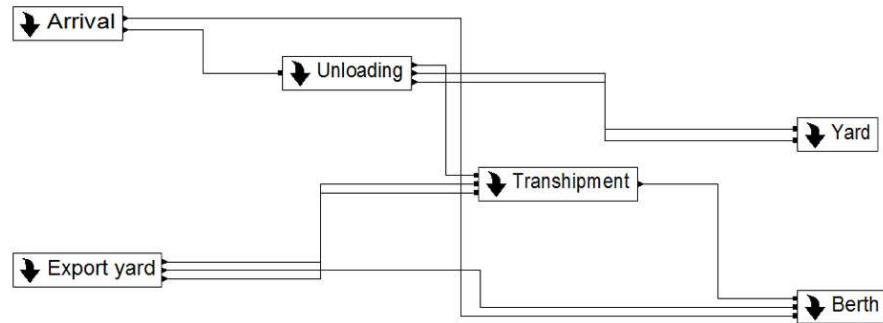 Arrival
Unloading
Yard
Transhipment
Export yard
Berth